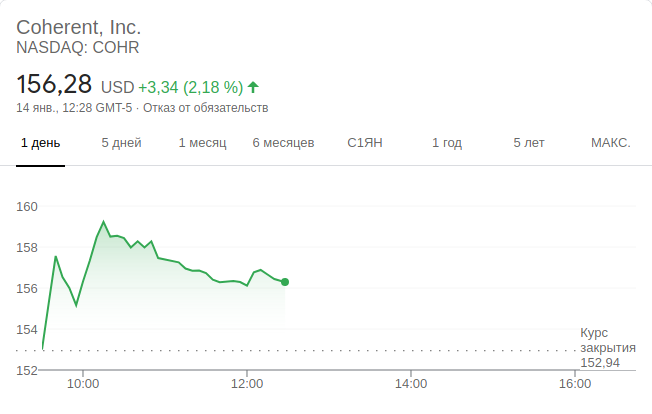 Coherent, Inc.
NASDAQ: COHR
156,28 USD +3,34 (2,18 %)
14 янв., 12:28 GMT-5 · Отказ от обязательств
1 день 5 дней 1 месяц 6 месяцев С1ЯН 1 год 5 лет МАКС.
160
158
156
154
152
Курс
закрытия
152,94
10:00 12:00 14:00 16:00